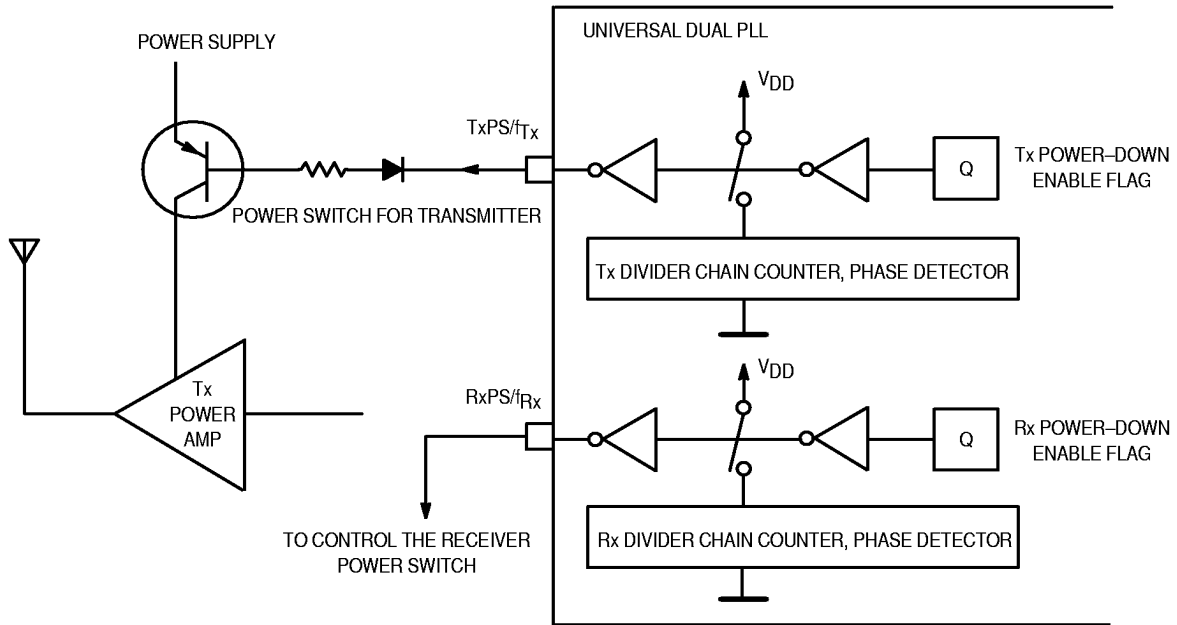 UNIVERSAL DUAL PLL
POWER SUPPLY
VDD
TxPS/fTx
Q
Tx POWER–DOWN
ENABLE FLAG
POWER SWITCH FOR TRANSMITTER
Tx DIVIDER CHAIN COUNTER, PHASE DETECTOR
VDD
Tx
POWER
AMP
RxPS/fRx
Q
Rx POWER–DOWN
ENABLE FLAG
TO CONTROL THE RECEIVER
POWER SWITCH
Rx DIVIDER CHAIN COUNTER, PHASE DETECTOR